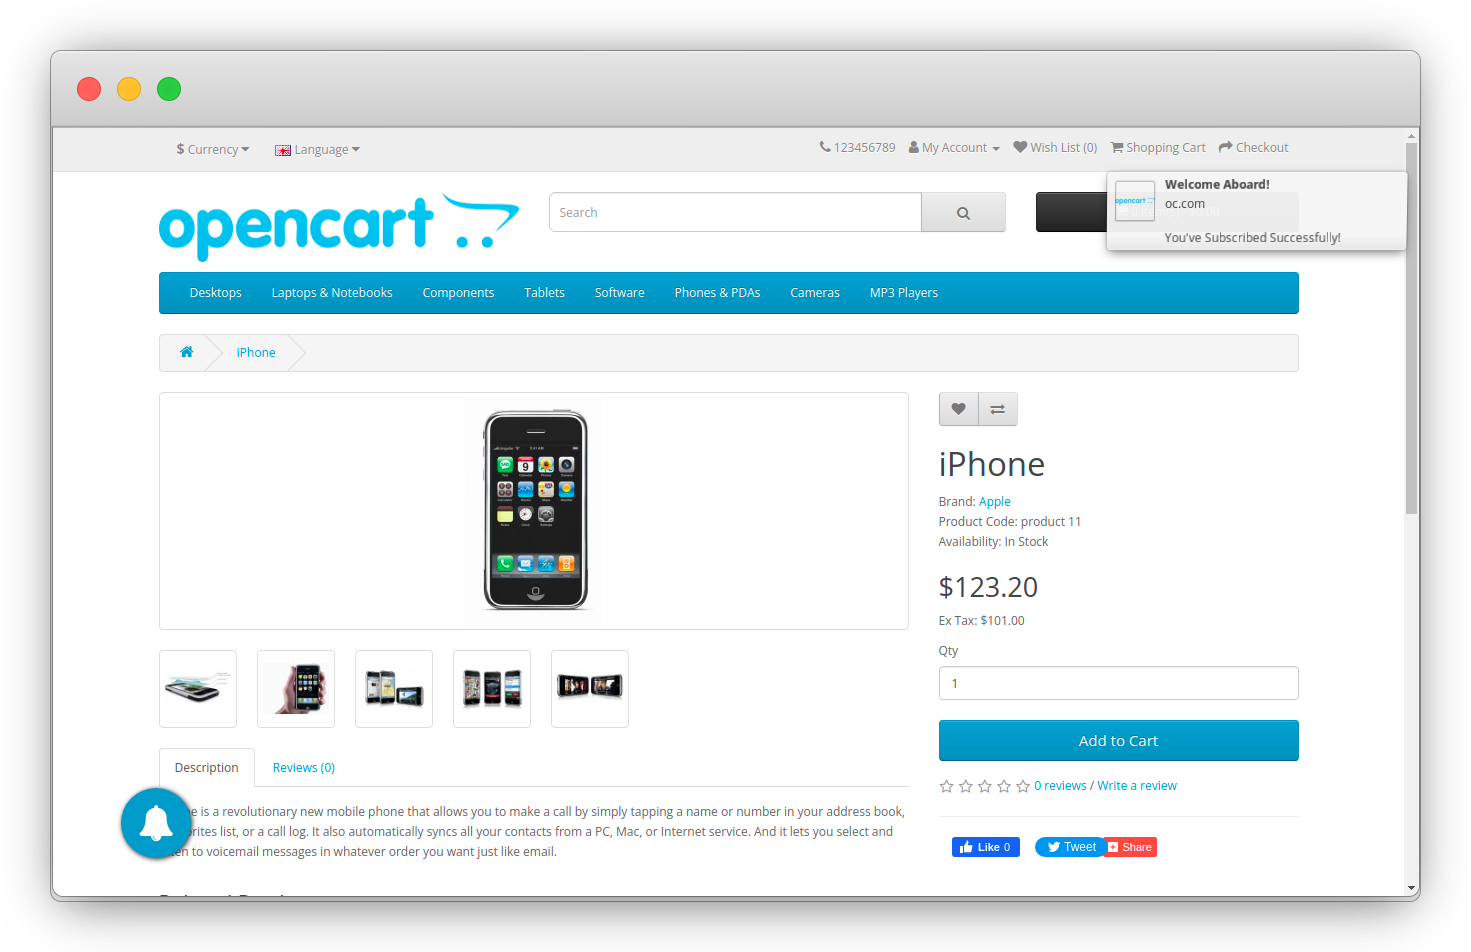 $ Currency
Language
123456789
My Account
Wish List (0)
Shopping Cart
Checkout
opencart
Search
Welcome Aboard!
opencart
oc.com
You've Subscribed Successfully!
Desktops
Laptops & Notebooks
Components
Tablets
Software
Phones & PDAs
Cameras
MP3 Players
iPhone
iPhone
Brand: Apple
Product Code: product 11
Availability: In Stock
$123.20
Ex Tax: $101.00
Qty
1
Add to Cart
0 reviews / Write a review
Like 0
Tweet
Share
9
Description
Reviews (0)
is a revolutionary new mobile phone that allows you to make a call by simply tapping a name or number in your address book,
list, or a call log. It also automatically syncs all your contacts from a PC, Mac, or Internet service. And it lets you select and
to voicemail messages in whatever order you want just like email.